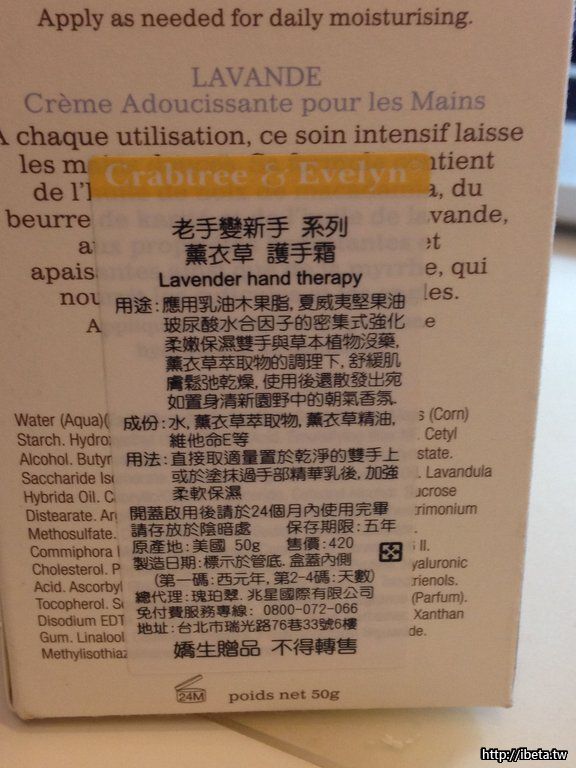 Apply as needed for daily moisturising.
LAVANDE
Crème Adoucissante pour les Mains
A chaque utilisation, ce soin intensif laisse
les
de l'
beurre
apais
Crabtree & Evelyn
老手變新手 系列
薰衣草 護手霜
Lavender hand therapy
用途:應用乳油木果脂, 夏威夷堅果油
玻尿酸水合因子的密集式強化
柔嫩保濕雙手與草本植物沒藥,
薰衣草萃取物的調理下, 舒緩肌
膚鬆弛乾燥, 使用後還散發出宛
如置身清新園野中的朝氣香氛.
成份:水, 薰衣草萃取物, 薰衣草精油,
維他命E等
用法:直接取適量置於乾淨的雙手上
或於塗抹過手部精華乳後, 加強
柔軟保濕
開蓋啟用後請於24個月內使用完畢
請存放於陰暗處 保存期限:五年
原產地:美國 50g 售價:420
製造日期:標示於管底. 盒蓋內側
(第一碼:西元年, 第2-4碼:天數)
總代理:瑰珀翠. 兆星國際有限公司
免付費服務專線: 0800-072-066
地址:台北市瑞光路76巷33號6樓
嬌生贈品 不得轉售
, du
vande,
e, qui
les.
Water (Aqua)
Starch.
Alcohol.
Saccharide
Hybrida Oil.
Distearate.
Methosulfate.
Commiphora
Cholesterol.
Acid.
Tocopherol.
Disodium
Gum. Linalool
(Corn)
Cetyl
Lavandula
(Parfum).
Xanthan
24M
poids net 50g
http://ibeta.tw